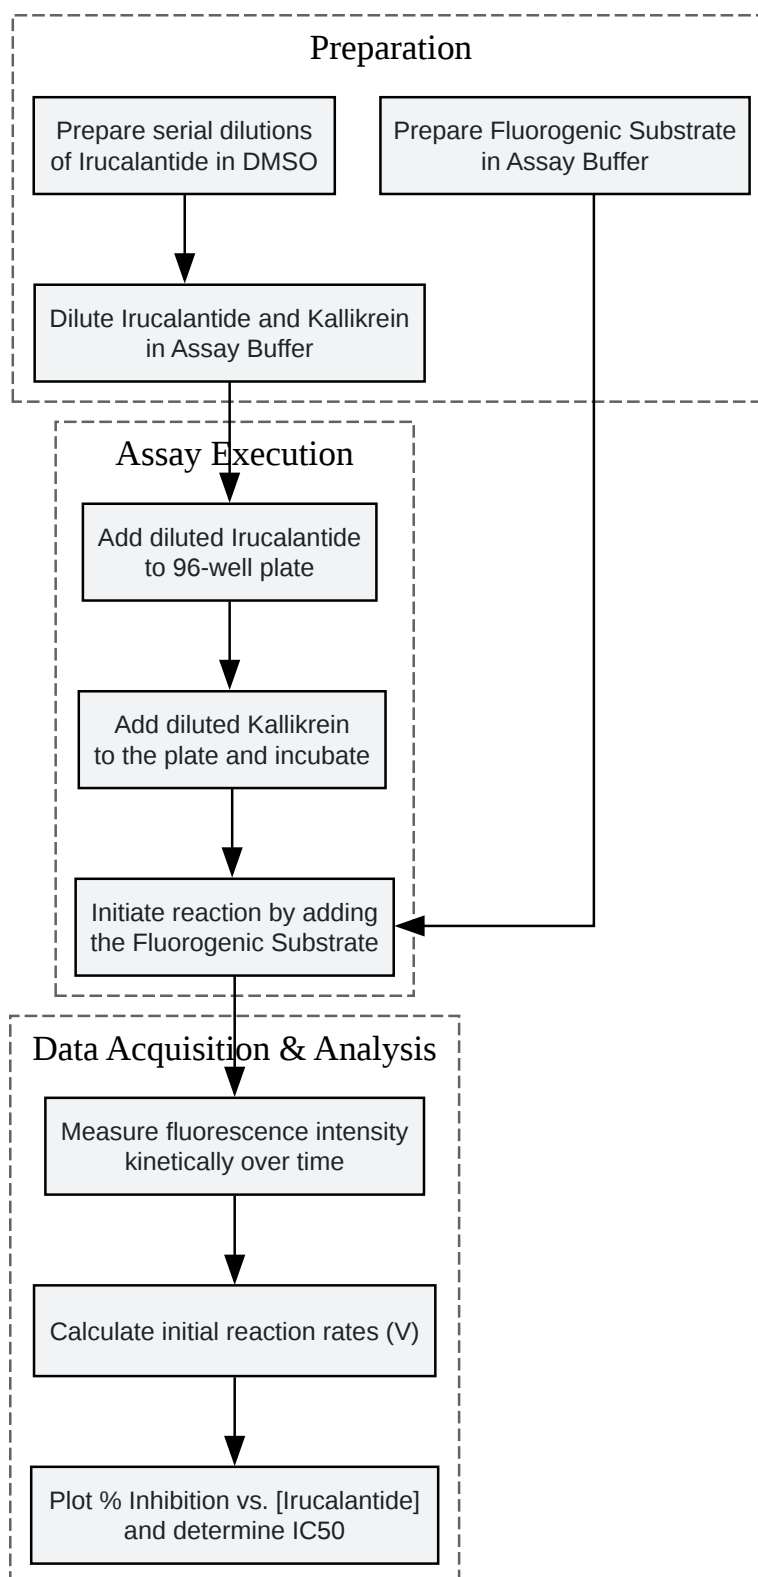 Preparation
Prepare serial dilutions
of Irucalantide in DMSO
Prepare Fluorogenic Substrate
in Assay Buffer
Dilute Irucalantide and Kallikrein
in Assay Buffer
Assay Execution
Add diluted Irucalantide
to 96-well plate
Add diluted Kallikrein
to the plate and incubate
Initiate reaction by adding
the Fluorogenic Substrate
Data Acquisition & Analysis
Measure fluorescence intensity
kinetically over time
Calculate initial reaction rates (V)
Plot % Inhibition vs. [Irucalantide]
and determine IC50